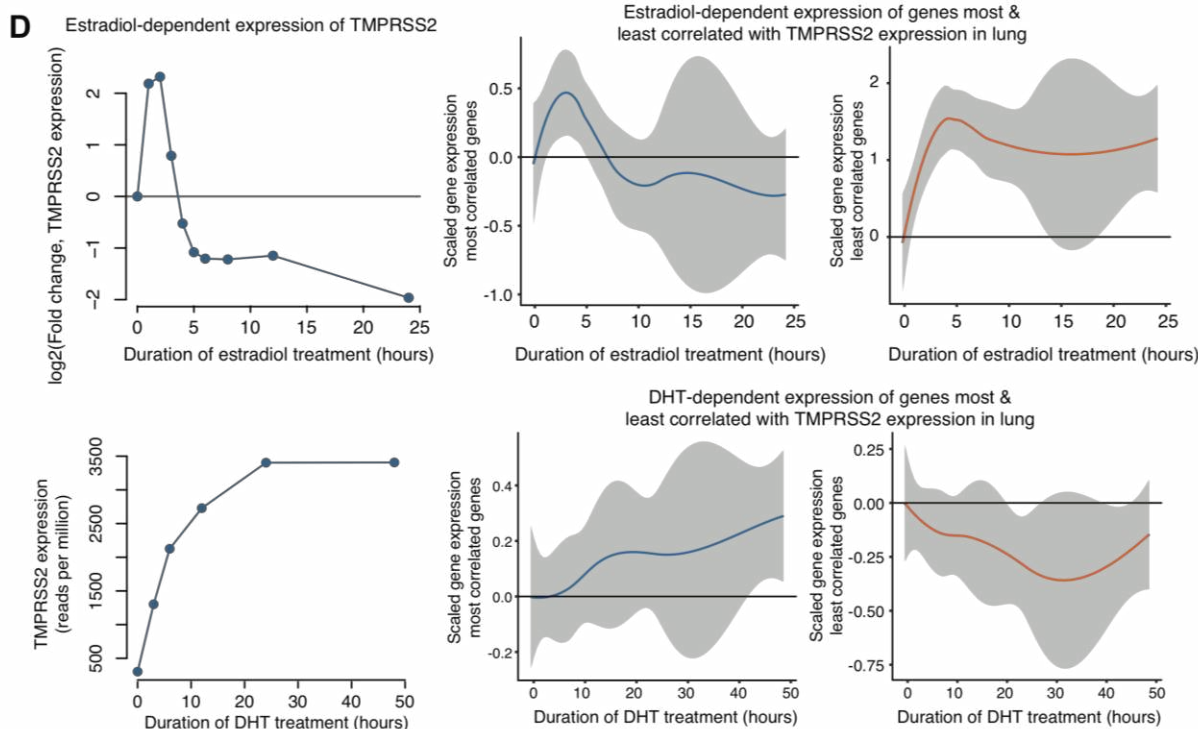 D
Estradiol-dependent expression of TMPRSS2
log2(Fold change, TMPRSS2 expression)
2
1
0
−1
−2
0 5 10 15 20 25
Duration of estradiol treatment (hours)
Estradiol-dependent expression of genes most &
least correlated with TMPRSS2 expression in lung
Scaled gene expression
most correlated genes
0.5
0.0
-0.5
-1.0
0 5 10 15 20 25
Duration of estradiol treatment (hours)
Scaled gene expression
least correlated genes
2
1
0
0 5 10 15 20 25
Duration of estradiol treatment (hours)
TMPRSS2 expression
(reads per million)
3500
2500
1500
500
0 10 20 30 40 50
Duration of DHT treatment (hours)
DHT-dependent expression of genes most &
least correlated with TMPRSS2 expression in lung
Scaled gene expression
most correlated genes
0.4
0.2
0.0
-0.2
0 10 20 30 40 50
Duration of DHT treatment (hours)
Scaled gene expression
least correlated genes
0.25
0.00
-0.25
-0.50
-0.75
0 10 20 30 40 50
Duration of DHT treatment (hours)